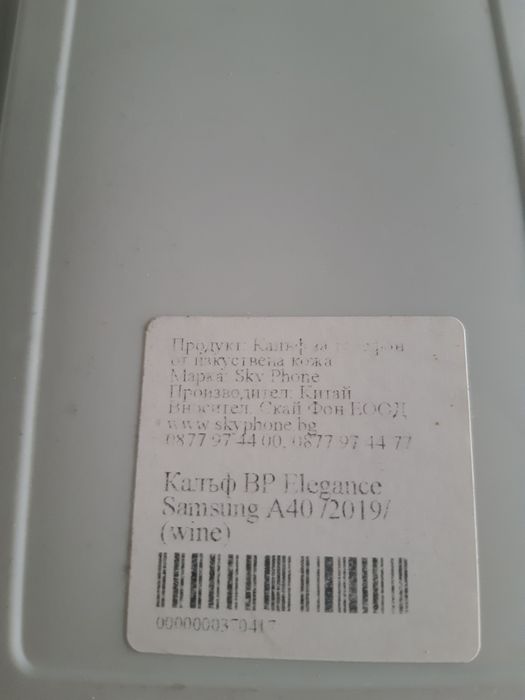 Продукт: Калъф за телефон
от изкуствена кожа
Марка: Sky Phone
Производител: Китай
Вносител: Скай Фон ЕООД
www.skyphone.bg
0877 97 44 00, 0877 97 44 77
Калъф BP Elegance
Samsung A40 /2019/
(wine)
0000000370417